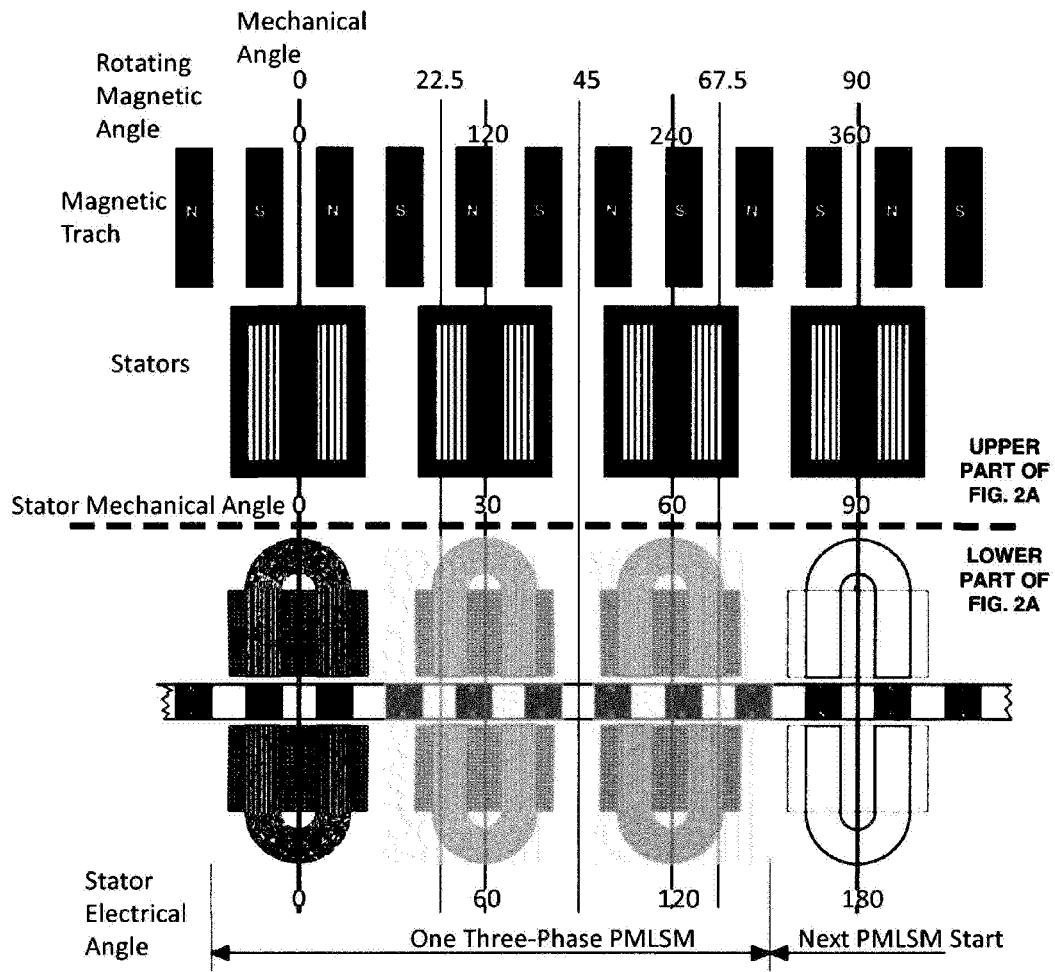 Mechanical
Angle
Rotating
Magnetic
Angle
0 22.5 45 67.5 90
0 120 240 360
Magnetic
Trach
N S N S N S N S N S N S
Stators
UPPER
PART OF
FIG. 2A
Stator Mechanical Angle 0 30 60 90
LOWER
PART OF
FIG. 2A
Stator
Electrical
Angle
0 60 120 180
One Three-Phase PMLSM Next PMLSM Start